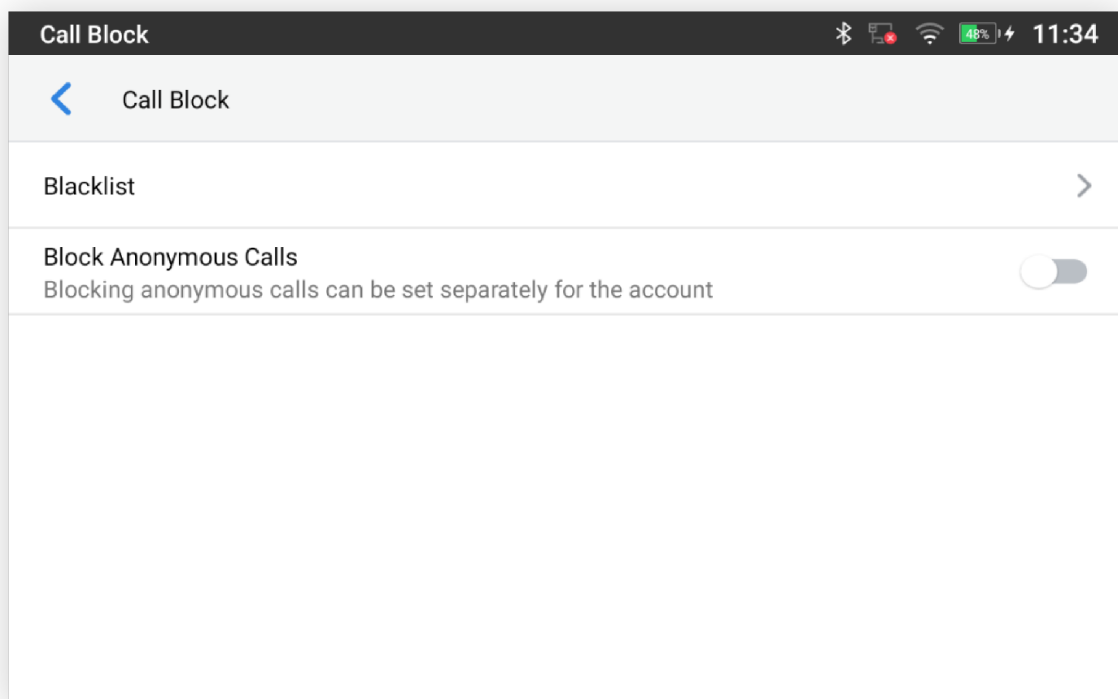 Call Block
48%
11:34
Call Block
Blacklist
Block Anonymous Calls
Blocking anonymous calls can be set separately for the account